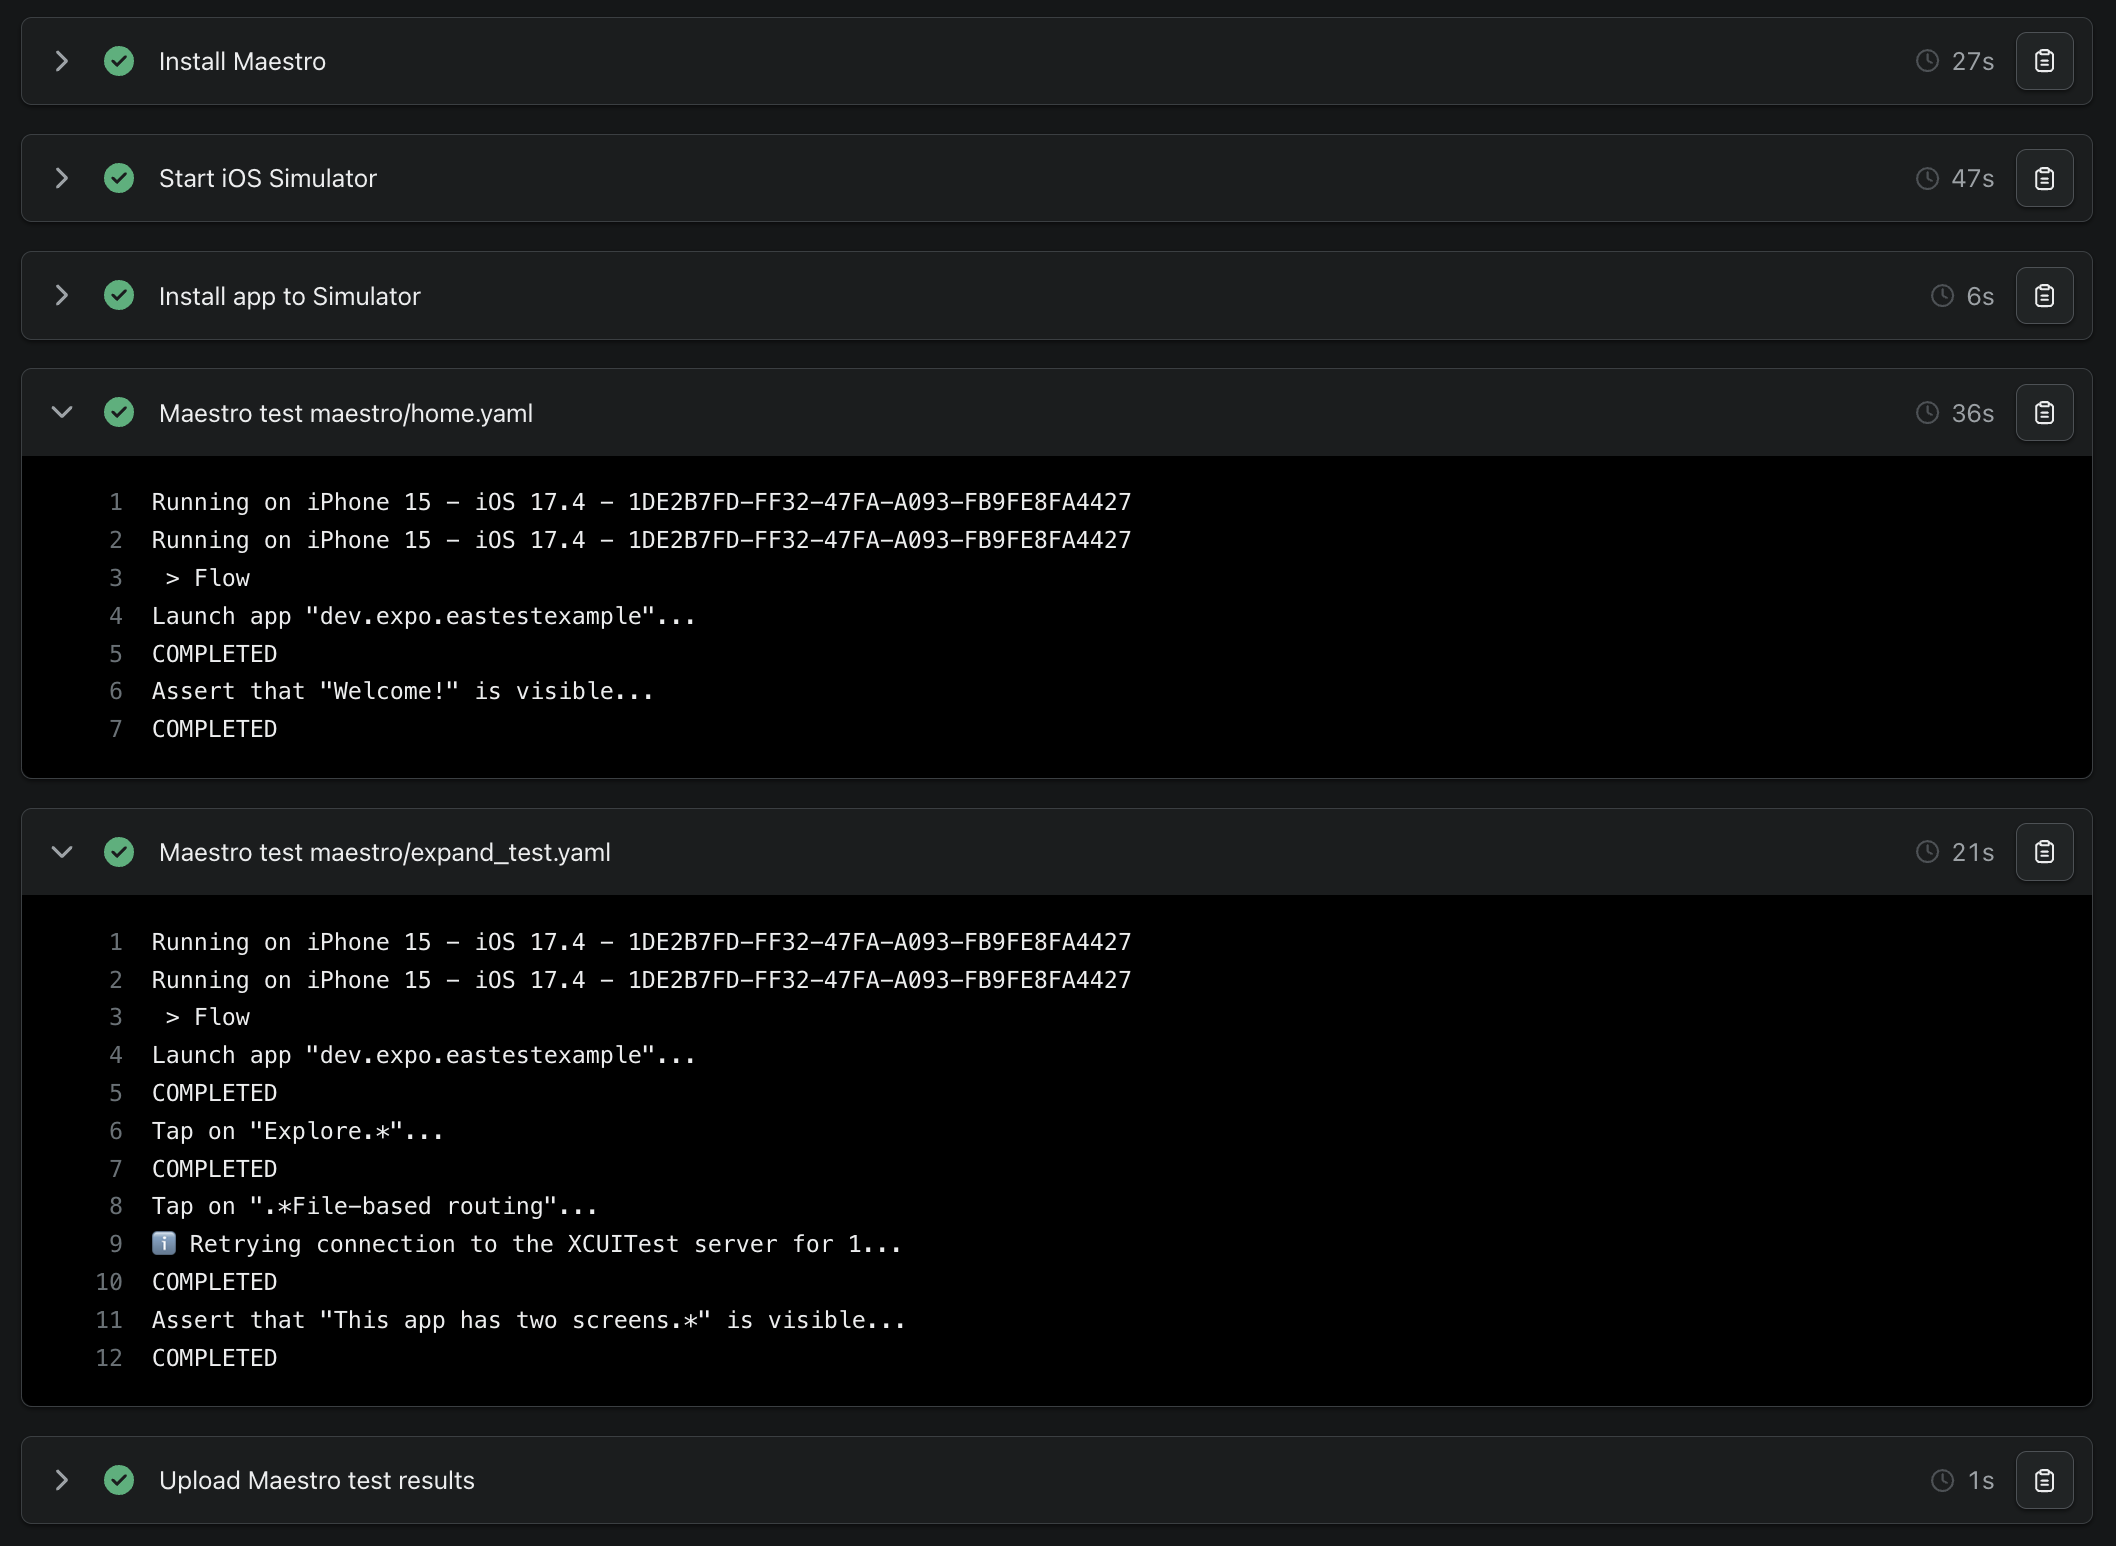 Install Maestro 27s
Start iOS Simulator 47s
Install app to Simulator 6s
Maestro test maestro/home.yaml 36s
1 Running on iPhone 15 - iOS 17.4 - 1DE2B7FD-FF32-47FA-A093-FB9FE8FA4427
2 Running on iPhone 15 - iOS 17.4 - 1DE2B7FD-FF32-47FA-A093-FB9FE8FA4427
3  > Flow
4 Launch app "dev.expo.eastestexample"...
5 COMPLETED
6 Assert that "Welcome!" is visible...
7 COMPLETED
Maestro test maestro/expand_test.yaml 21s
1 Running on iPhone 15 - iOS 17.4 - 1DE2B7FD-FF32-47FA-A093-FB9FE8FA4427
2 Running on iPhone 15 - iOS 17.4 - 1DE2B7FD-FF32-47FA-A093-FB9FE8FA4427
3  > Flow
4 Launch app "dev.expo.eastestexample"...
5 COMPLETED
6 Tap on "Explore.*"...
7 COMPLETED
8 Tap on ".*File-based routing"...
9 ℹ️ Retrying connection to the XCUITest server for 1...
10 COMPLETED
11 Assert that "This app has two screens.*" is visible...
12 COMPLETED
Upload Maestro test results 1s